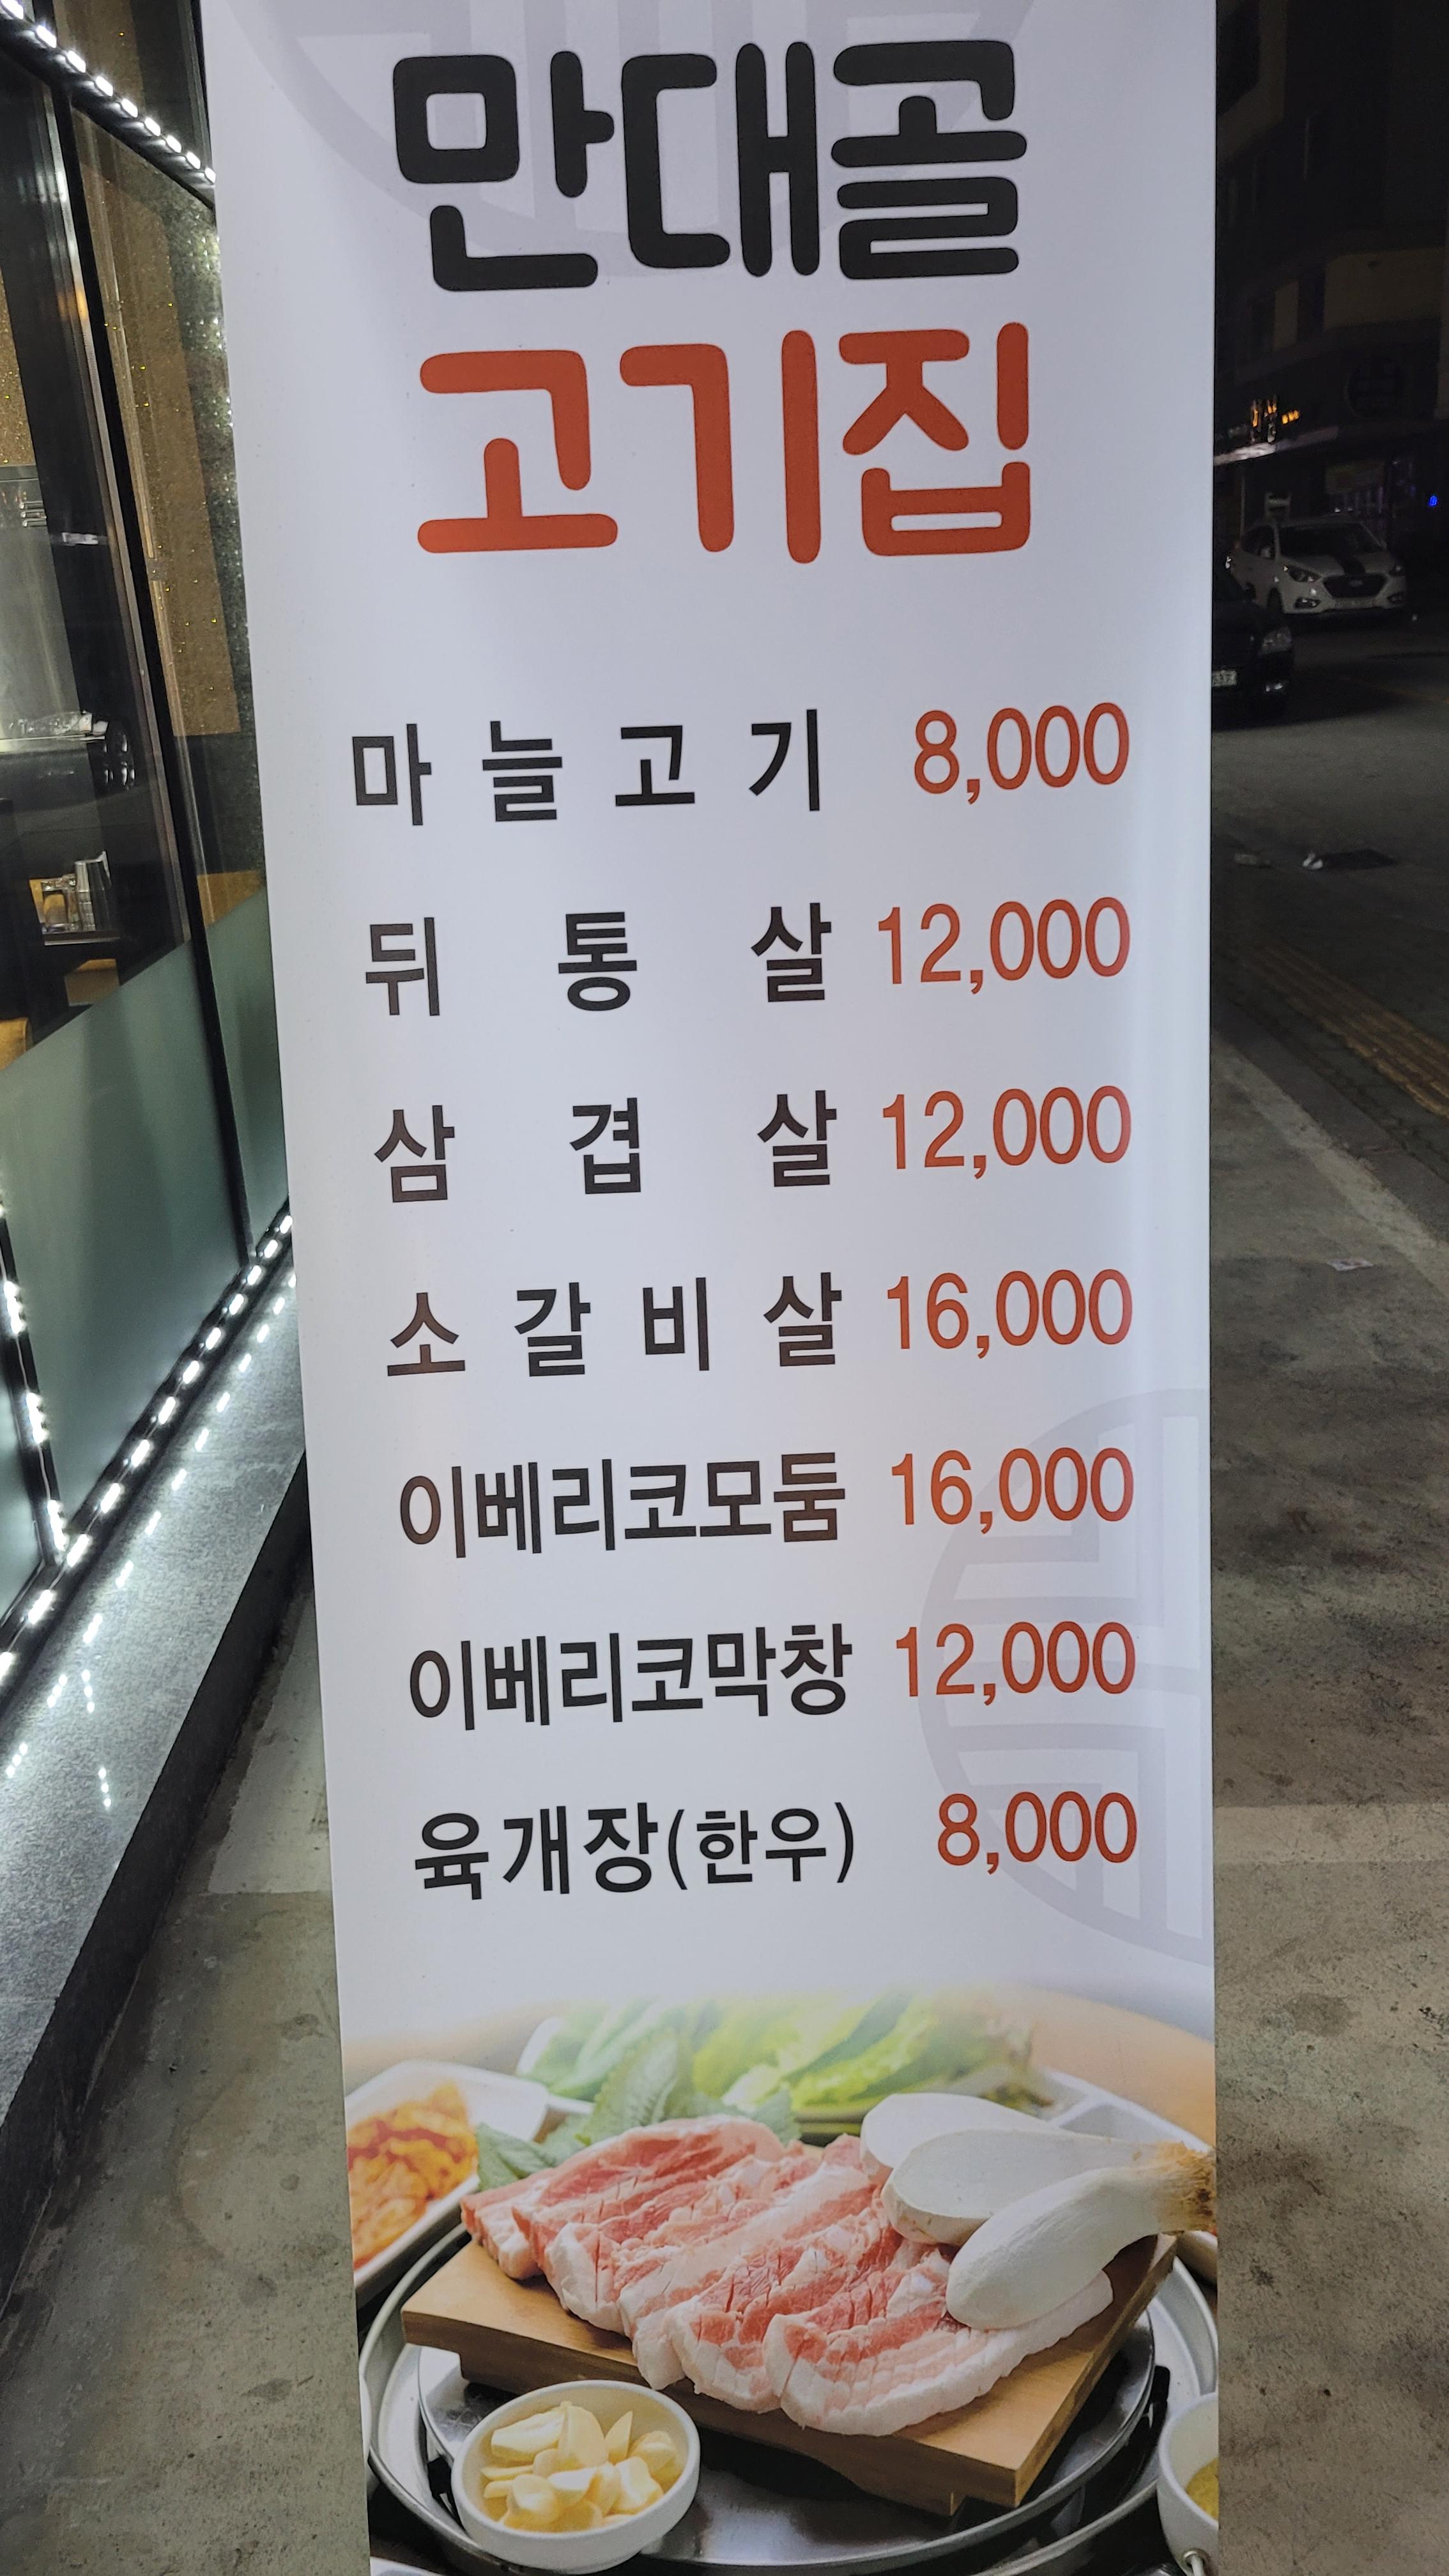 만대골
고기집
마늘고기 8,000
뒤통살 12,000
삼겹살 12,000
소갈비살 16,000
이베리코모둠 16,000
이베리코막창 12,000
육개장(한우) 8,000